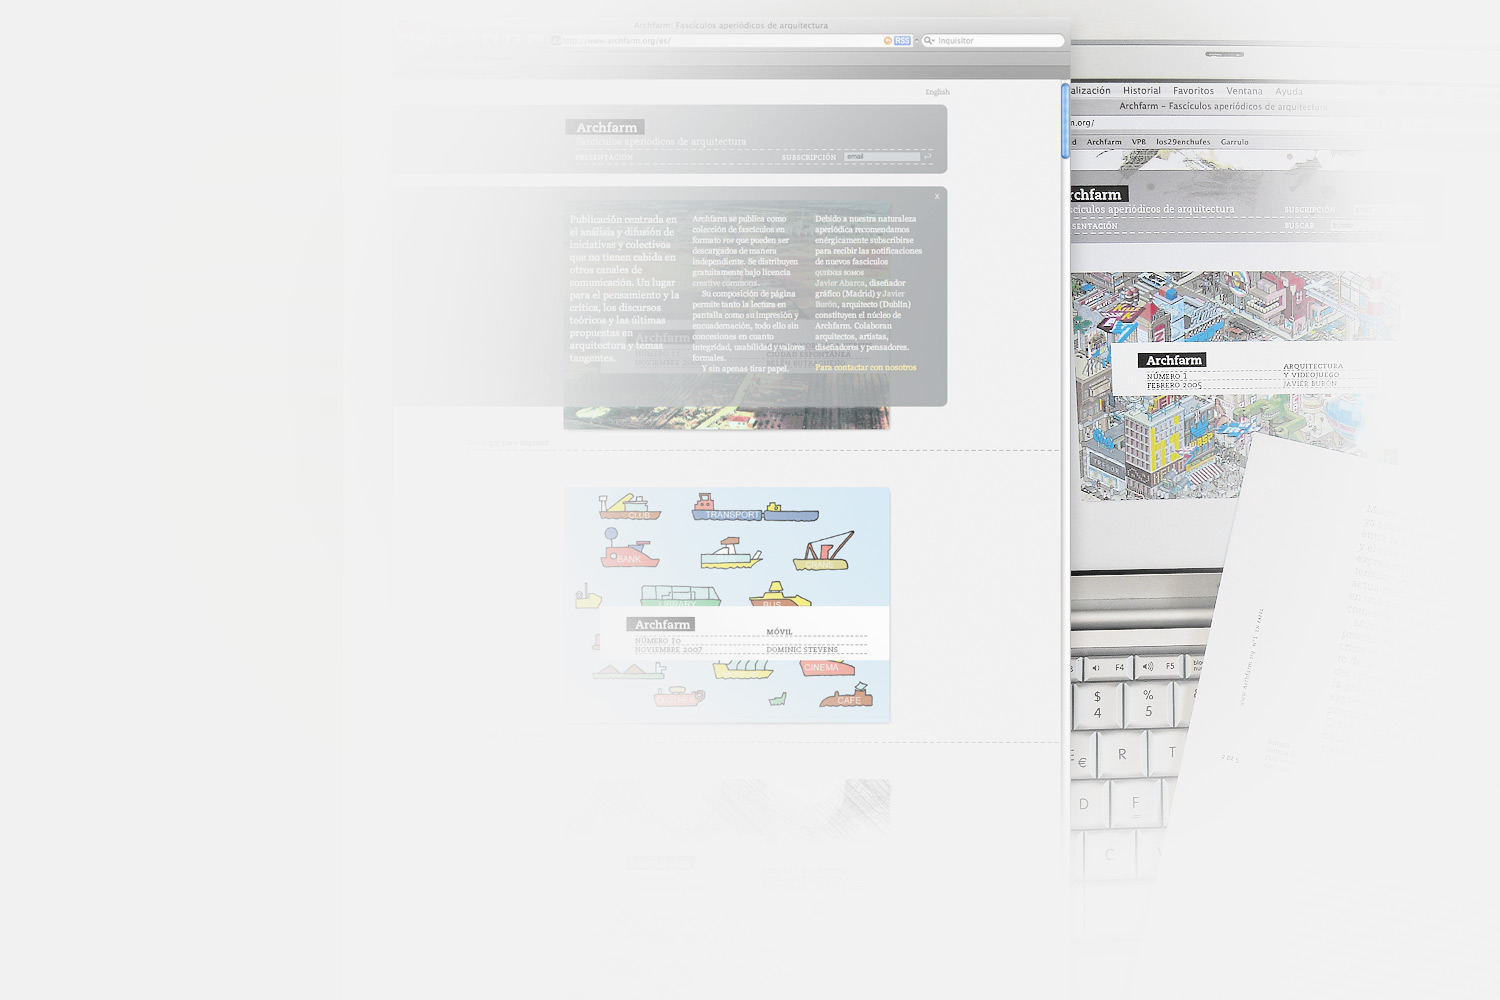 Archfarm: Fascículos aperiódicos de arquitectura
http://www.archfarm.org/es/
RSS
Inquisitor
English
Archfarm
Fascículos aperiódicos de arquitectura
PRESENTACIÓN
SUBSCRIPCIÓN
email
x
Publicación centrada en
el análisis y difusión de
iniciativas y colectivos
que no tienen cabida en
otros canales de
comunicación. Un lugar
para el pensamiento y la
crítica, los discursos
teóricos y las últimas
propuestas en
arquitectura y temas
tangentes.
Archfarm se publica como
colección de fascículos en
formato PDF que pueden ser
descargados de manera
independiente. Se distribuyen
gratuitamente bajo licencia
creative commons.
Su composición de página
permite tanto la lectura en
pantalla como su impresión y
encuadernación, todo ello sin
concesiones en cuanto
integridad, usabilidad y valores
formales.
Y sin apenas tirar papel.
Debido a nuestra naturaleza
aperiódica recomendamos
enérgicamente subscribirse
para recibir las notificaciones
de nuevos fascículos
QUIÉNES SOMOS
Javier Abarca, diseñador
gráfico (Madrid) y Javier
Burón, arquitecto (Dublin)
constituyen el núcleo de
Archfarm. Colaboran
arquitectos, artistas,
diseñadores y pensadores.
Para contactar con nosotros
Archfarm
NÚMERO 11
NOVIEMBRE 200
CIUDAD ESPONTÁNEA
CLUB
TRANSPORT
BANK
CRANE
LIBRARY
BUS
Archfarm
NÚMERO 10
NOVIEMBRE 2007
MÓVIL
DOMINIC STEVENS
CINEMA
CAFE
alización Historial Favoritos Ventana Ayuda
Archfarm – Fascículos aperiódicos de arquitectura
m.org/
d Archfarm VPB los29enchufes Garrulo
rchfarm
scículos aperiódicos de arquitectura
SUSCRIPCIÓN
SENTACIÓN
BUSCAR
Archfarm
NÚMERO 1
FEBRERO 2005
ARQUITECTURA
Y VIDEOJUEGO
JAVIER BURÓN
TRESOR
F4
F5
$
4
%
5
€
R
T
D
F
C